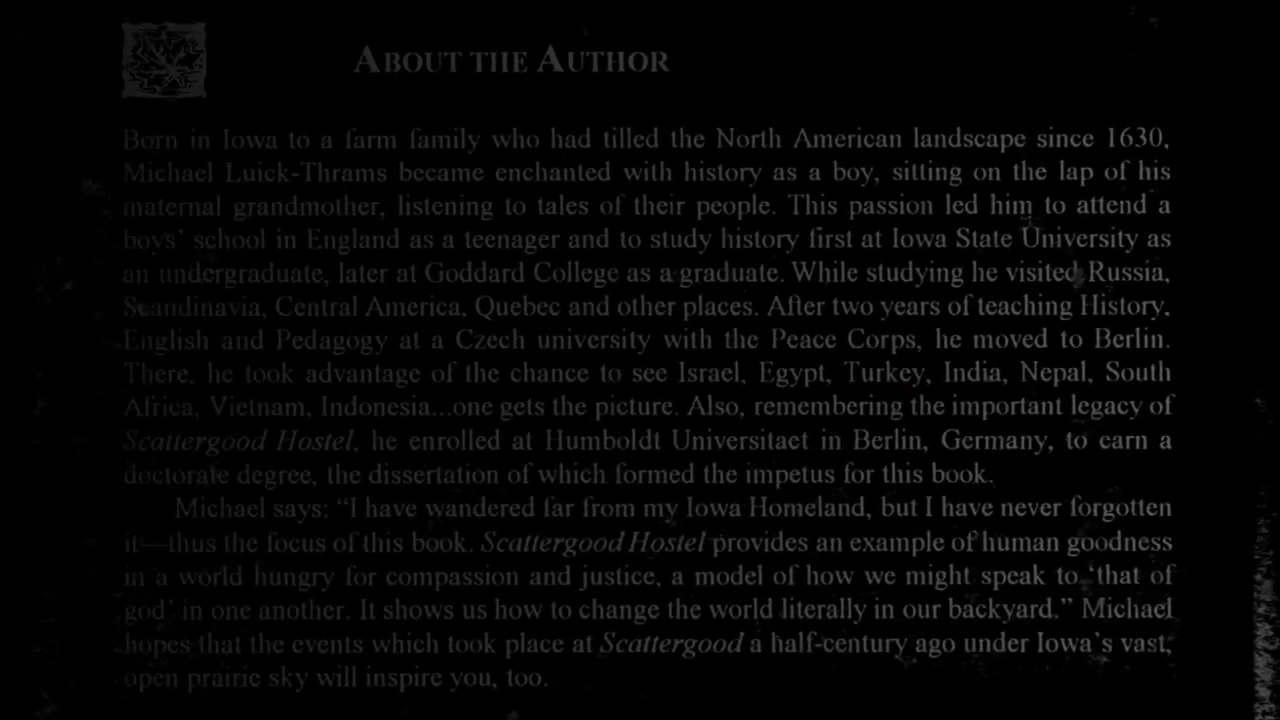 ABOUT THE AUTHOR
Born in Iowa to a farm family who had tilled the North American landscape since 1630,
Michael Luick-Thrams became enchanted with history as a boy, sitting on the lap of his
maternal grandmother, listening to tales of their people. This passion led him to attend a
boys' school in England as a teenager and to study history first at Iowa State University as
an undergraduate, later at Goddard College as a graduate. While studying he visited Russia,
Scandinavia, Central America, Quebec and other places. After two years of teaching History,
English and Pedagogy at a Czech university with the Peace Corps, he moved to Berlin.
There, he took advantage of the chance to see Israel, Egypt, Turkey, India, Nepal, South
Africa, Vietnam, Indonesia...one gets the picture. Also, remembering the important legacy of
Scattergood Hostel, he enrolled at Humboldt Universitaet in Berlin, Germany, to earn a
doctorate degree, the dissertation of which formed the impetus for this book.
Michael says: “I have wandered far from my Iowa Homeland, but I have never forgotten
it—thus the focus of this book. Scattergood Hostel provides an example of human goodness
in a world hungry for compassion and justice, a model of how we might speak to ‘that of
god’ in one another. It shows us how to change the world literally in our backyard.” Michael
hopes that the events which took place at Scattergood a half-century ago under Iowa's vast,
open prairie sky will inspire you, too.